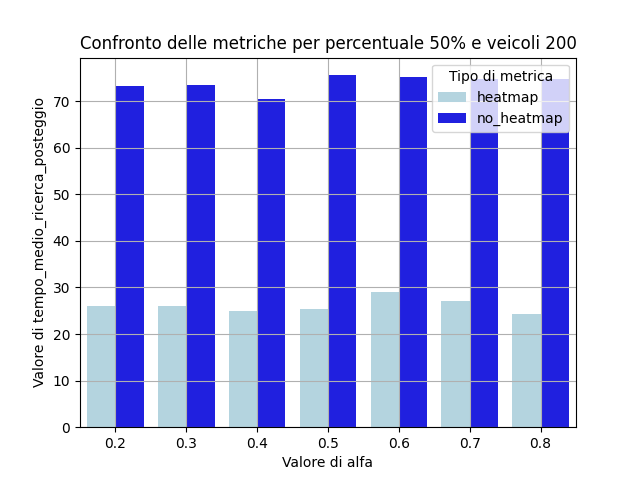 Confronto delle metriche per percentuale 50% e veicoli 200
Valore di tempo_medio_ricerca_posteggio
70
60
50
40
30
20
10
0
Tipo di metrica
heatmap
no_heatmap
0.2 0.3 0.4 0.5 0.6 0.7 0.8
Valore di alfa